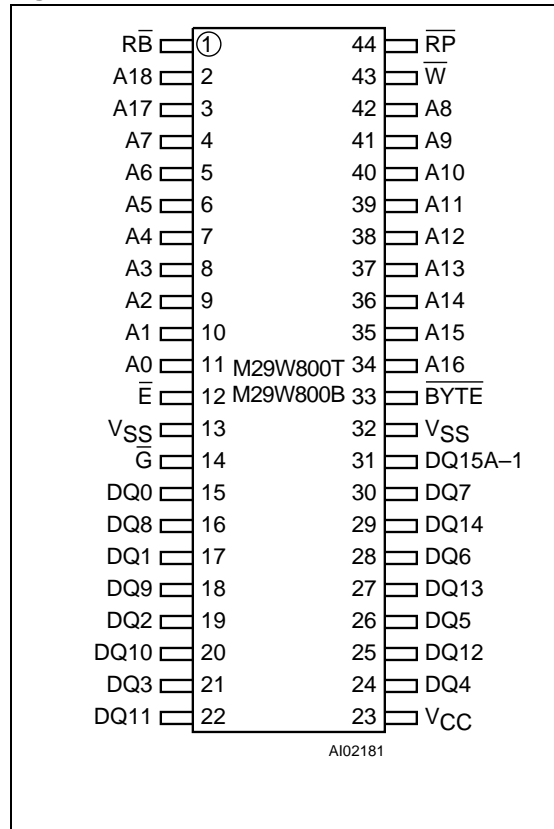 RB̅ 1 44 R̅P̅
A18 2 43 W̅
A17 3 42 A8
A7 4 41 A9
A6 5 40 A10
A5 6 39 A11
A4 7 38 A12
A3 8 37 A13
A2 9 36 A14
A1 10 35 A15
A0 11 M29W800T 34 A16
E̅ 12 M29W800B 33 B̅Y̅T̅E̅
VSS 13 32 VSS
G̅ 14 31 DQ15A–1
DQ0 15 30 DQ7
DQ8 16 29 DQ14
DQ1 17 28 DQ6
DQ9 18 27 DQ13
DQ2 19 26 DQ5
DQ10 20 25 DQ12
DQ3 21 24 DQ4
DQ11 22 23 VCC
AI02181